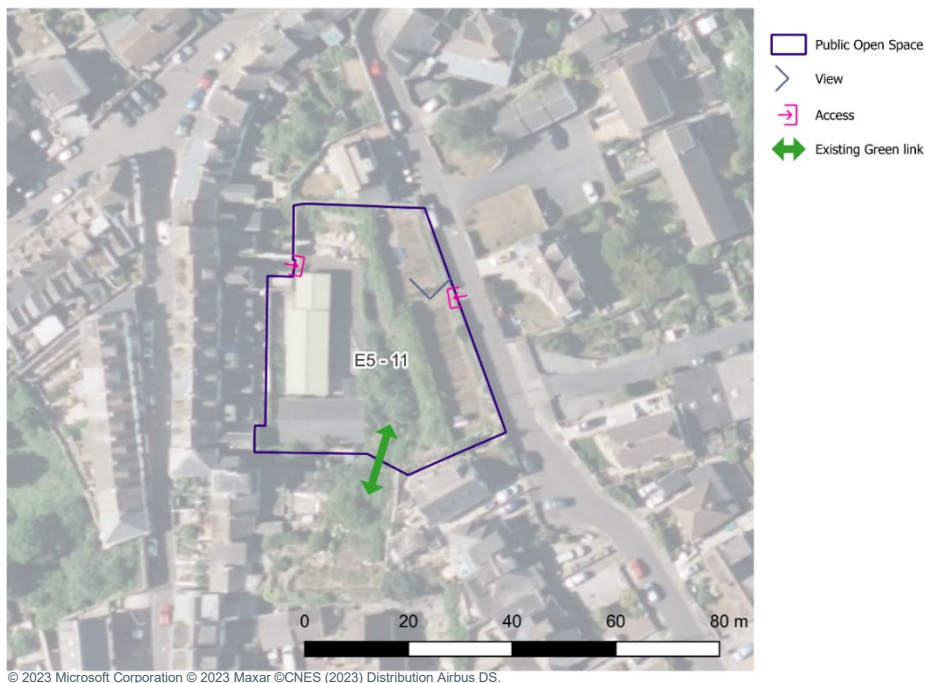 Public Open Space
View
Access
Existing Green link
E5 - 11
0 20 40 60 80 m
© 2023 Microsoft Corporation © 2023 Maxar ©CNES (2023) Distribution Airbus DS.